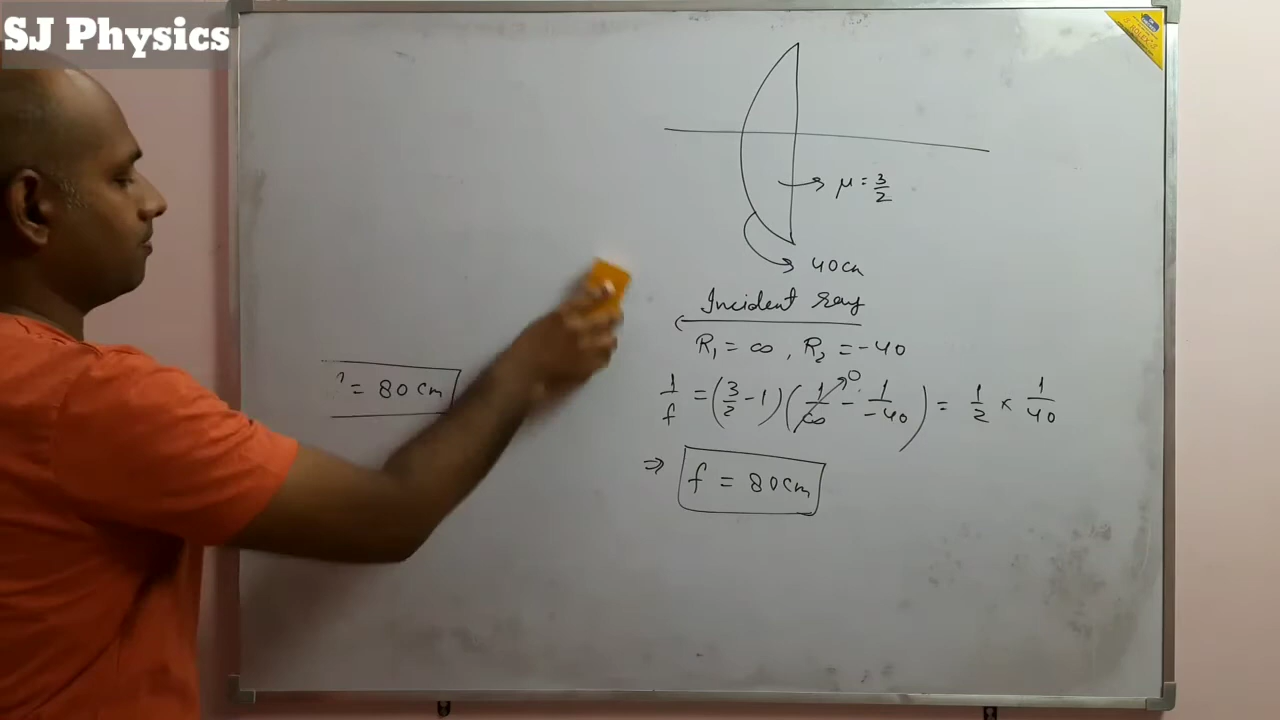 SJ Physics
μ = 3/2
40cm
Incident ray
R₁ = ∞, R₂ = -40
1/f = (3/2 - 1)(1/∞ → 0 - 1/-40) = 1/2 × 1/40
= 80 cm
⇒ f = 80cm